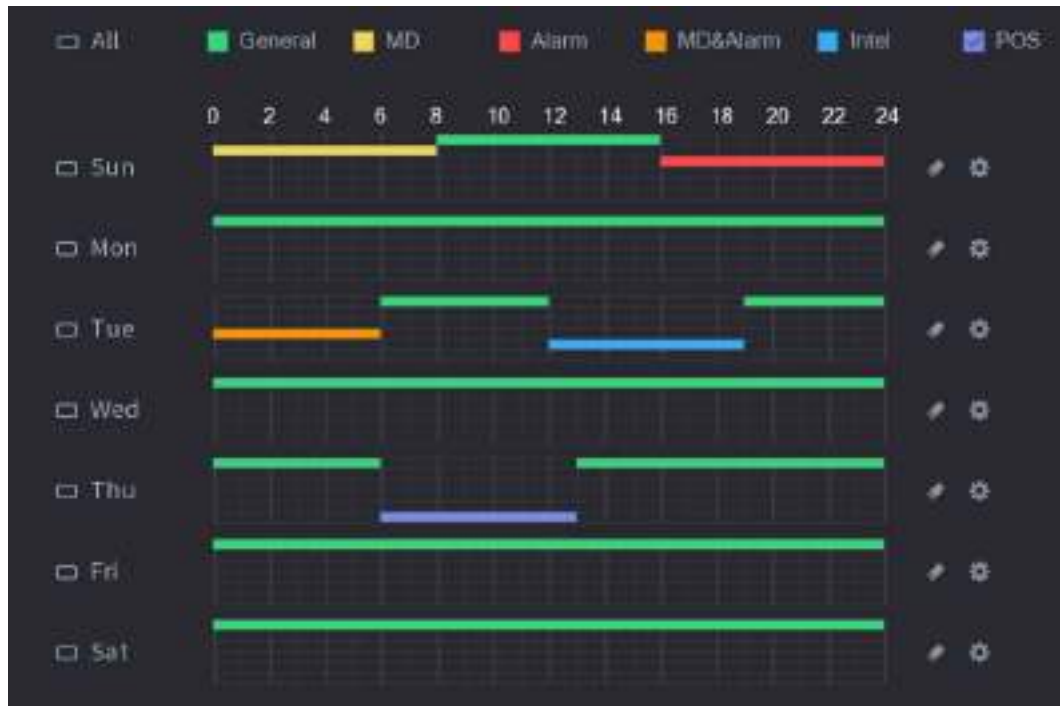 All General MD Alarm MD&Alarm Intel POS
0 2 4 6 8 10 12 14 16 18 20 22 24
Sun
Mon
Tue
Wed
Thu
Fri
Sat